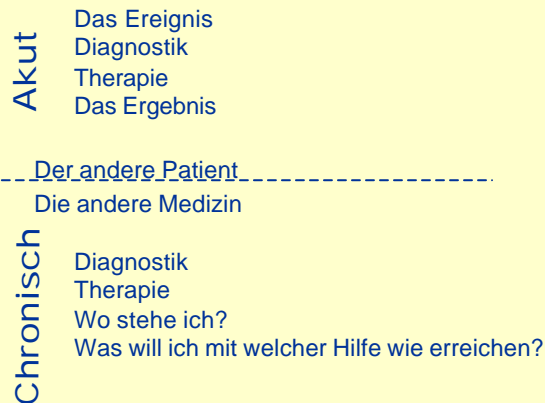 Akut
Das Ereignis
Diagnostik
Therapie
Das Ergebnis
Der andere Patient
Die andere Medizin
Chronisch
Diagnostik
Therapie
Wo stehe ich?
Was will ich mit welcher Hilfe wie erreichen?